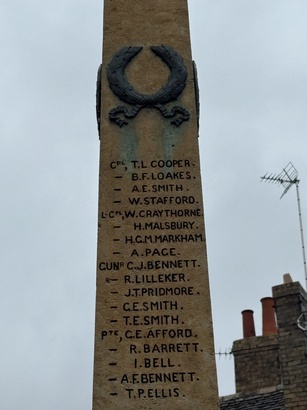 CPL, T.L COOPER.
— B.F. LOAKES.
— A.E. SMITH.
— W. STAFFORD.
L-CPL, W. CRAYTHORNE.
— H. MALSBURY.
— H.G.M. MARKHAM.
— A. PAGE.
GUNR C.J. BENNETT.
— R. LILLEKER.
— J.T. PRIDMORE.
— G.E. SMITH.
— T.E. SMITH.
PTE, G.E. AFFORD.
— R. BARRETT.
— I. BELL.
— A.F. BENNETT.
— T.P. ELLIS.